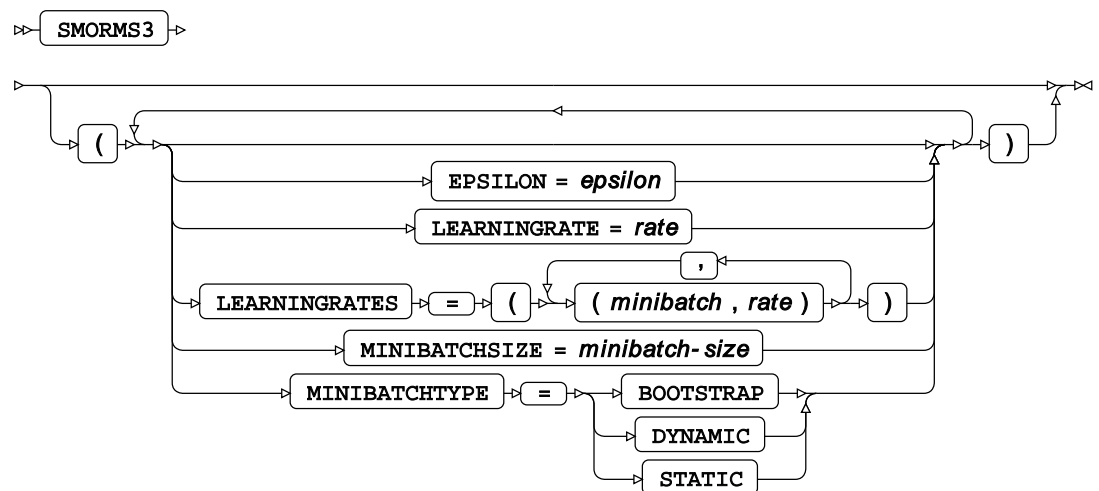 SMORMS3
(
)
EPSILON = epsilon
LEARNINGRATE = rate
,
LEARNINGRATES = ( ( minibatch , rate ) )
MINIBATCHSIZE = minibatch-size
MINIBATCHTYPE = BOOTSTRAP
DYNAMIC
STATIC